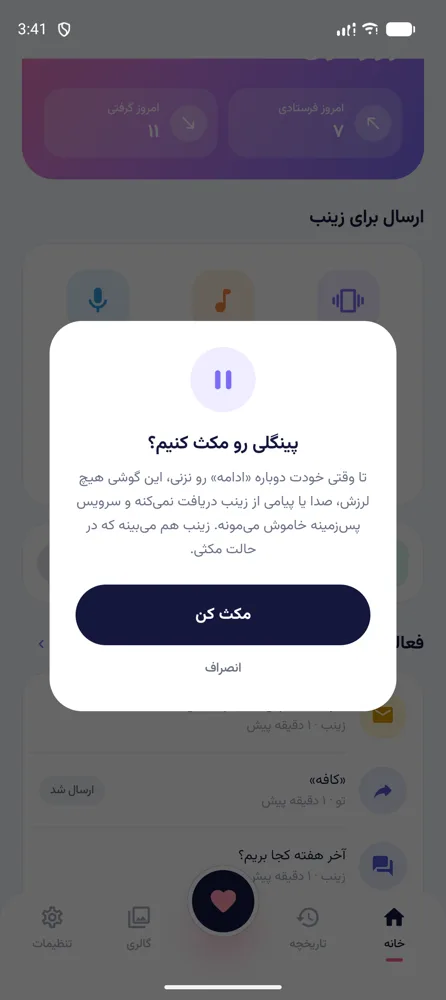 3:41
امروز فرستادی
۷
امروز گرفتی
۱۱
ارسال برای زینب
پینگلی رو مکث کنیم؟
تا وقتی خودت دوباره «ادامه» رو نزنی، این گوشی هیچ
لرزش، صدا یا پیامی از زینب دریافت نمی‌کنه و سرویس
پس‌زمینه خاموش می‌مونه. زینب هم می‌بینه که در
حالت مکثی.
مکث کن
انصراف
زینب · ۱ دقیقه پیش
«کافه»
تو · ۱ دقیقه پیش
ارسال شد
آخر هفته کجا بریم؟
زینب · ۱ دقیقه پیش
خانه
تاریخچه
گالری
تنظیمات